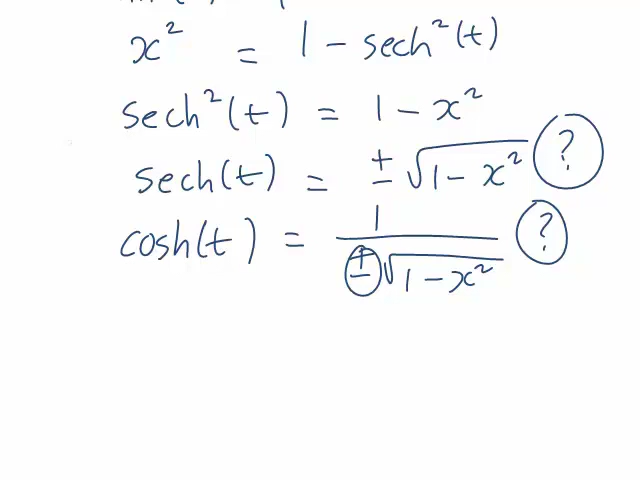 x² = 1 - sech²(t)
sech²(t) = 1 - x²
sech(t) = ±√(1 - x²) ?
cosh(t) = 1/(±√(1 - x²)) ?